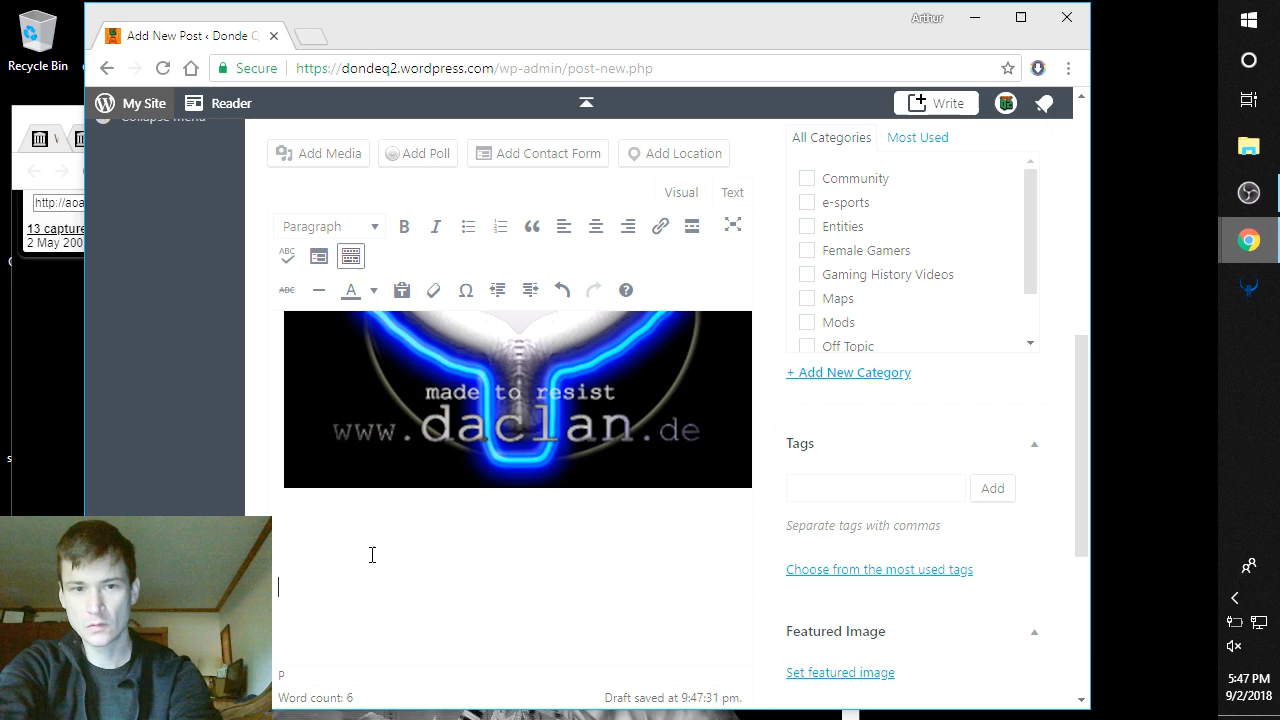 Arthur
Recycle Bin
Add New Post ‹ Donde Q
Secure
https://dondeq2.wordpress.com/wp-admin/post-new.php
My Site
Reader
Write
Collapse menu
http://aoa
13 capture
2 May 200
Add Media
Add Poll
Add Contact Form
Add Location
Visual
Text
Paragraph
B
I
ABC
ABC
A
Ω
made to resist
www.daclan.de
P
Word count: 6
Draft saved at 9:47:31 pm.
All Categories
Most Used
Community
e-sports
Entities
Female Gamers
Gaming History Videos
Maps
Mods
Off Topic
+ Add New Category
Tags
Add
Separate tags with commas
Choose from the most used tags
Featured Image
Set featured image
5:47 PM
9/2/2018